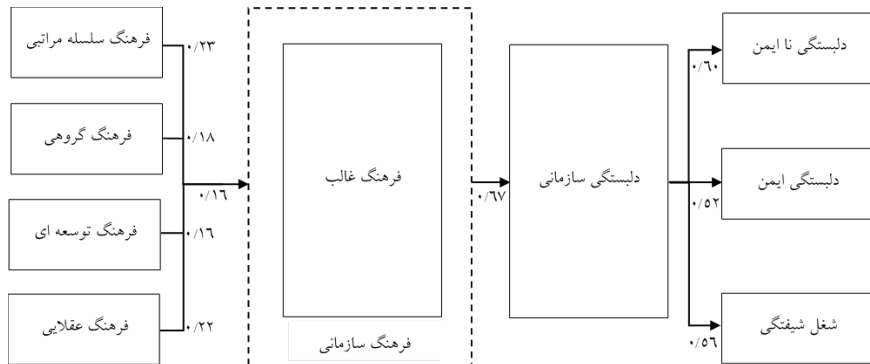 فرهنگ سلسله مراتبی
۰/۲۳
فرهنگ گروهی
۰/۱۸
فرهنگ توسعه ای
۰/۱۶
فرهنگ عقلایی
۰/۲۲
۰/۱۶
فرهنگ غالب
فرهنگ سازمانی
۰/۶۷
دلبستگی سازمانی
دلبستگی نا ایمن
۰/۶۰
دلبستگی ایمن
۰/۵۲
شغل شیفتگی
۰/۵۶